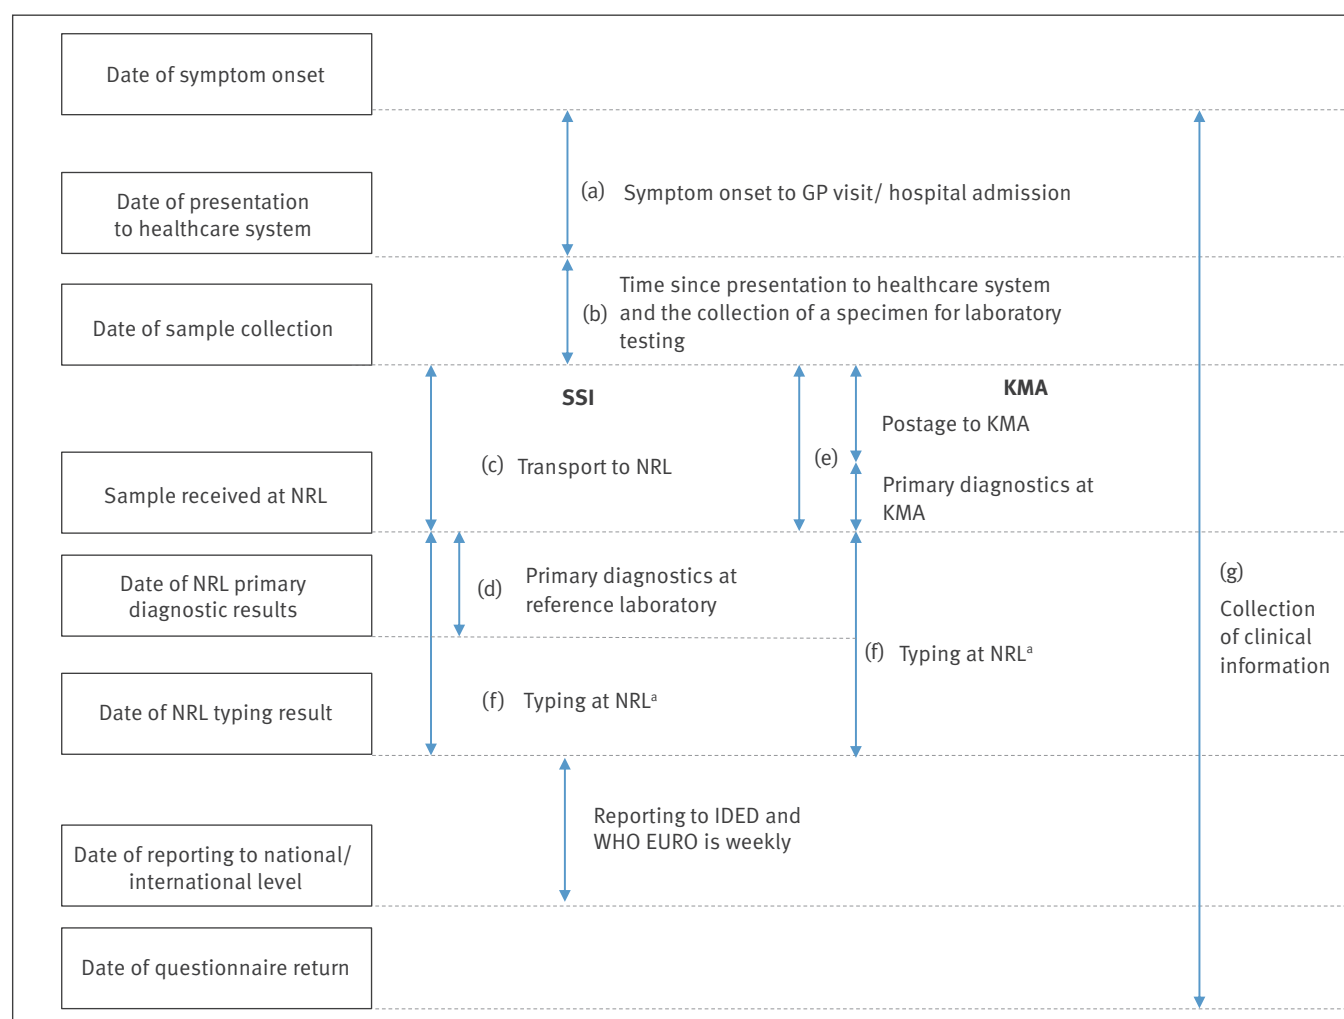 Date of symptom onset
(a) Symptom onset to GP visit/ hospital admission
Date of presentation
to healthcare system
Time since presentation to healthcare system
(b) and the collection of a specimen for laboratory
testing
Date of sample collection
SSI
KMA
Postage to KMA
(c) Transport to NRL
(e)
Primary diagnostics at
KMA
Sample received at NRL
Date of NRL primary
diagnostic results
(d) Primary diagnostics at
reference laboratory
(g)
Collection
of clinical
information
(f) Typing at NRLᵃ
(f) Typing at NRLᵃ
Date of NRL typing result
Reporting to IDED and
WHO EURO is weekly
Date of reporting to national/
international level
Date of questionnaire return